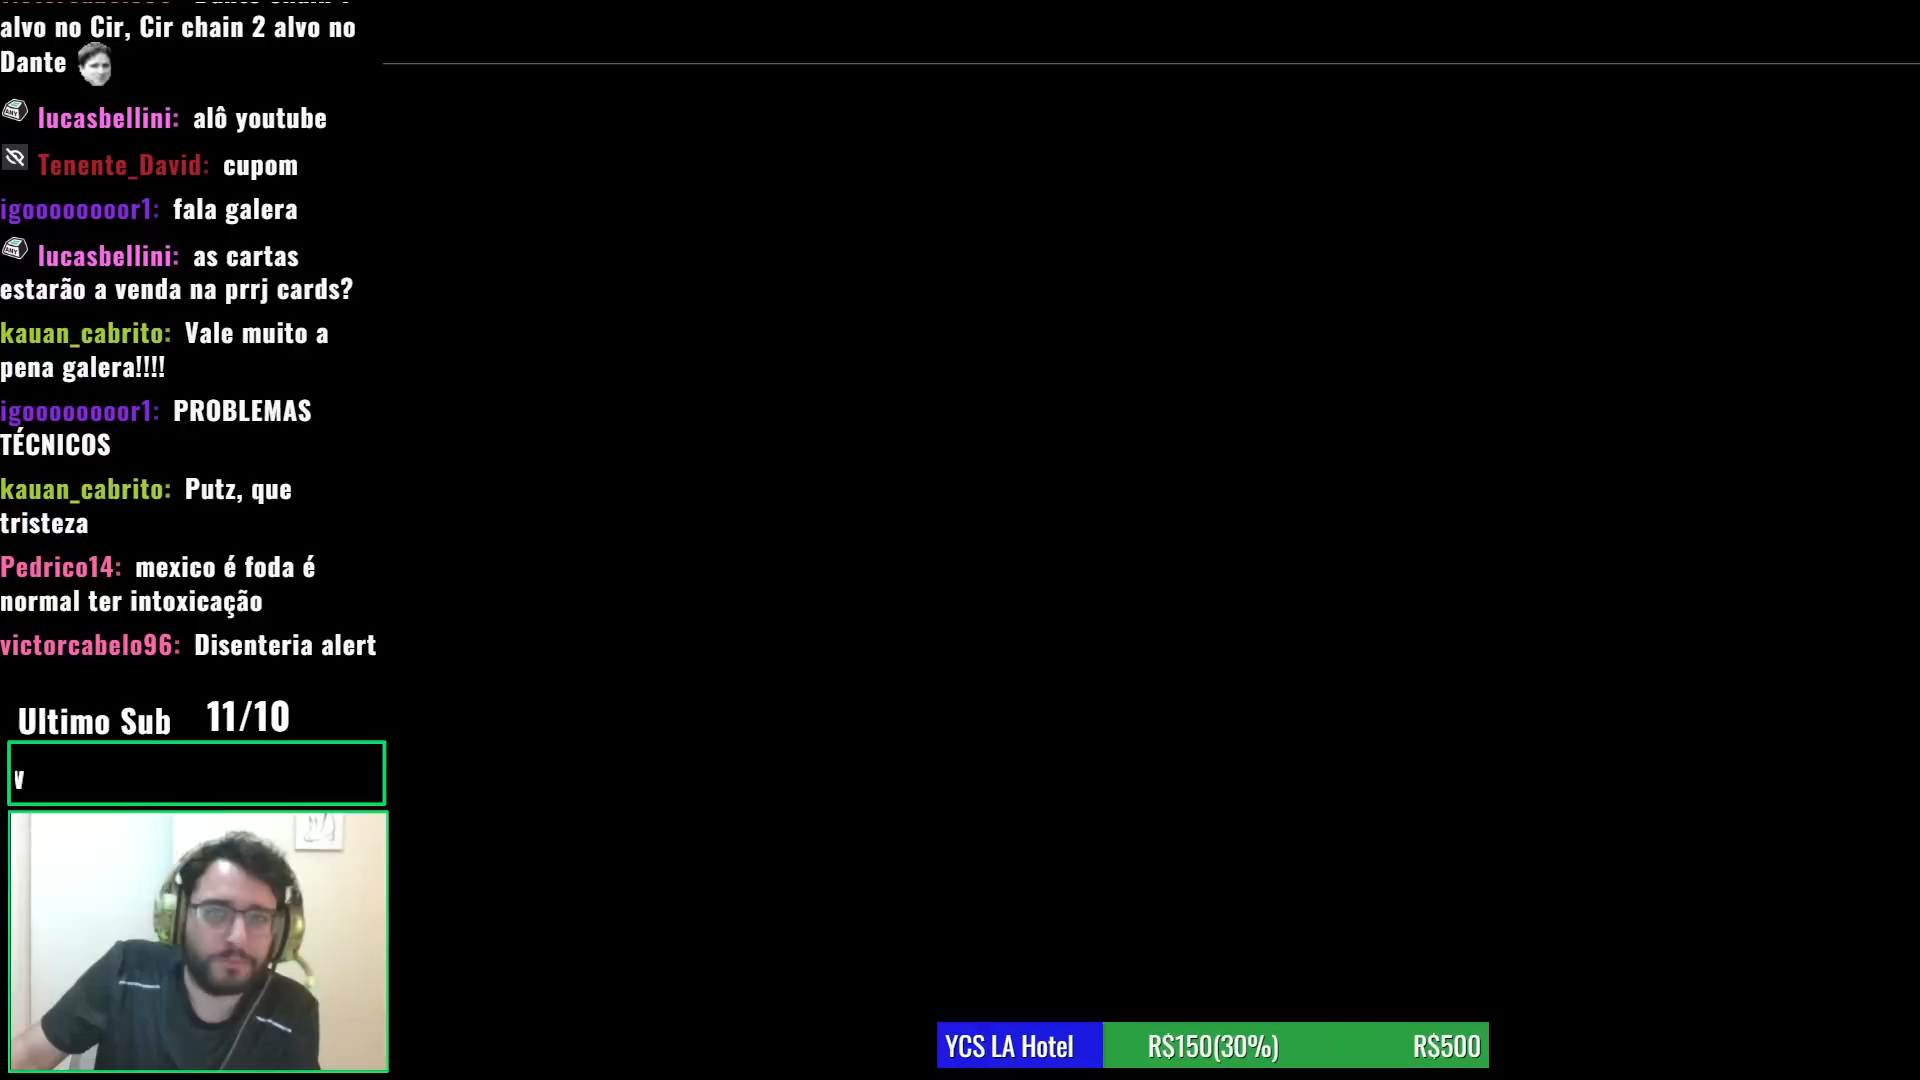 alvo no Cir, Cir chain 2 alvo no
Dante
lucasbellini: alô youtube
Tenente_David: cupom
igoooooooor1: fala galera
lucasbellini: as cartas
estarão a venda na prrj cards?
kauan_cabrito: Vale muito a
pena galera!!!!
igoooooooor1: PROBLEMAS
TÉCNICOS
kauan_cabrito: Putz, que
tristeza
Pedrico14: mexico é foda é
normal ter intoxicação
victorcabelo96: Disenteria alert
Ultimo Sub 11/10
v
YCS LA Hotel R$150(30%) R$500